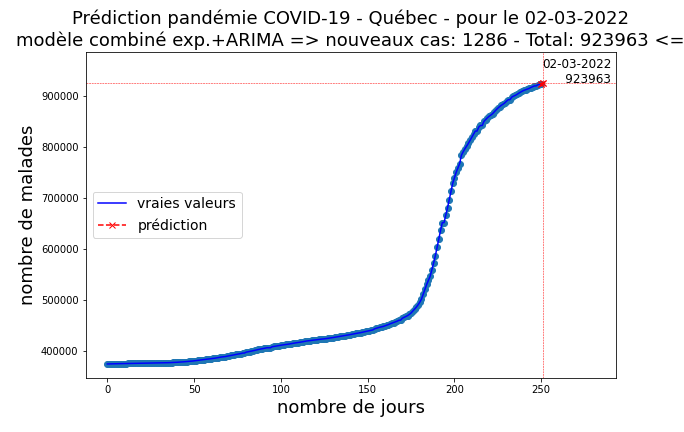 Prédiction pandémie COVID-19 - Québec - pour le 02-03-2022
modèle combiné exp.+ARIMA => nouveaux cas: 1286 - Total: 923963 <=
02-03-2022
923963
900000
800000
700000
600000
500000
400000
nombre de malades
vraies valeurs
prédiction
0 50 100 150 200 250
nombre de jours